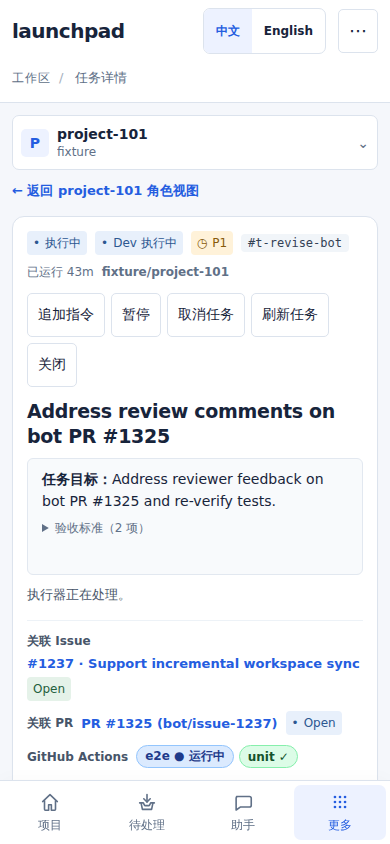 launchpad
中文 English ···
工作区 / 任务详情
P project-101
fixture
← 返回 project-101 角色视图
• 执行中 • Dev 执行中 ◷ P1 #t-revise-bot
已运行 43m fixture/project-101
追加指令 暂停 取消任务 刷新任务
关闭
Address review comments on
bot PR #1325
任务目标：Address reviewer feedback on
bot PR #1325 and re-verify tests.
▶ 验收标准（2 项）
执行器正在处理。
关联 Issue
#1237 · Support incremental workspace sync
Open
关联 PR PR #1325 (bot/issue-1237) • Open
GitHub Actions e2e ● 运行中 unit ✓
项目 待处理 助手 更多